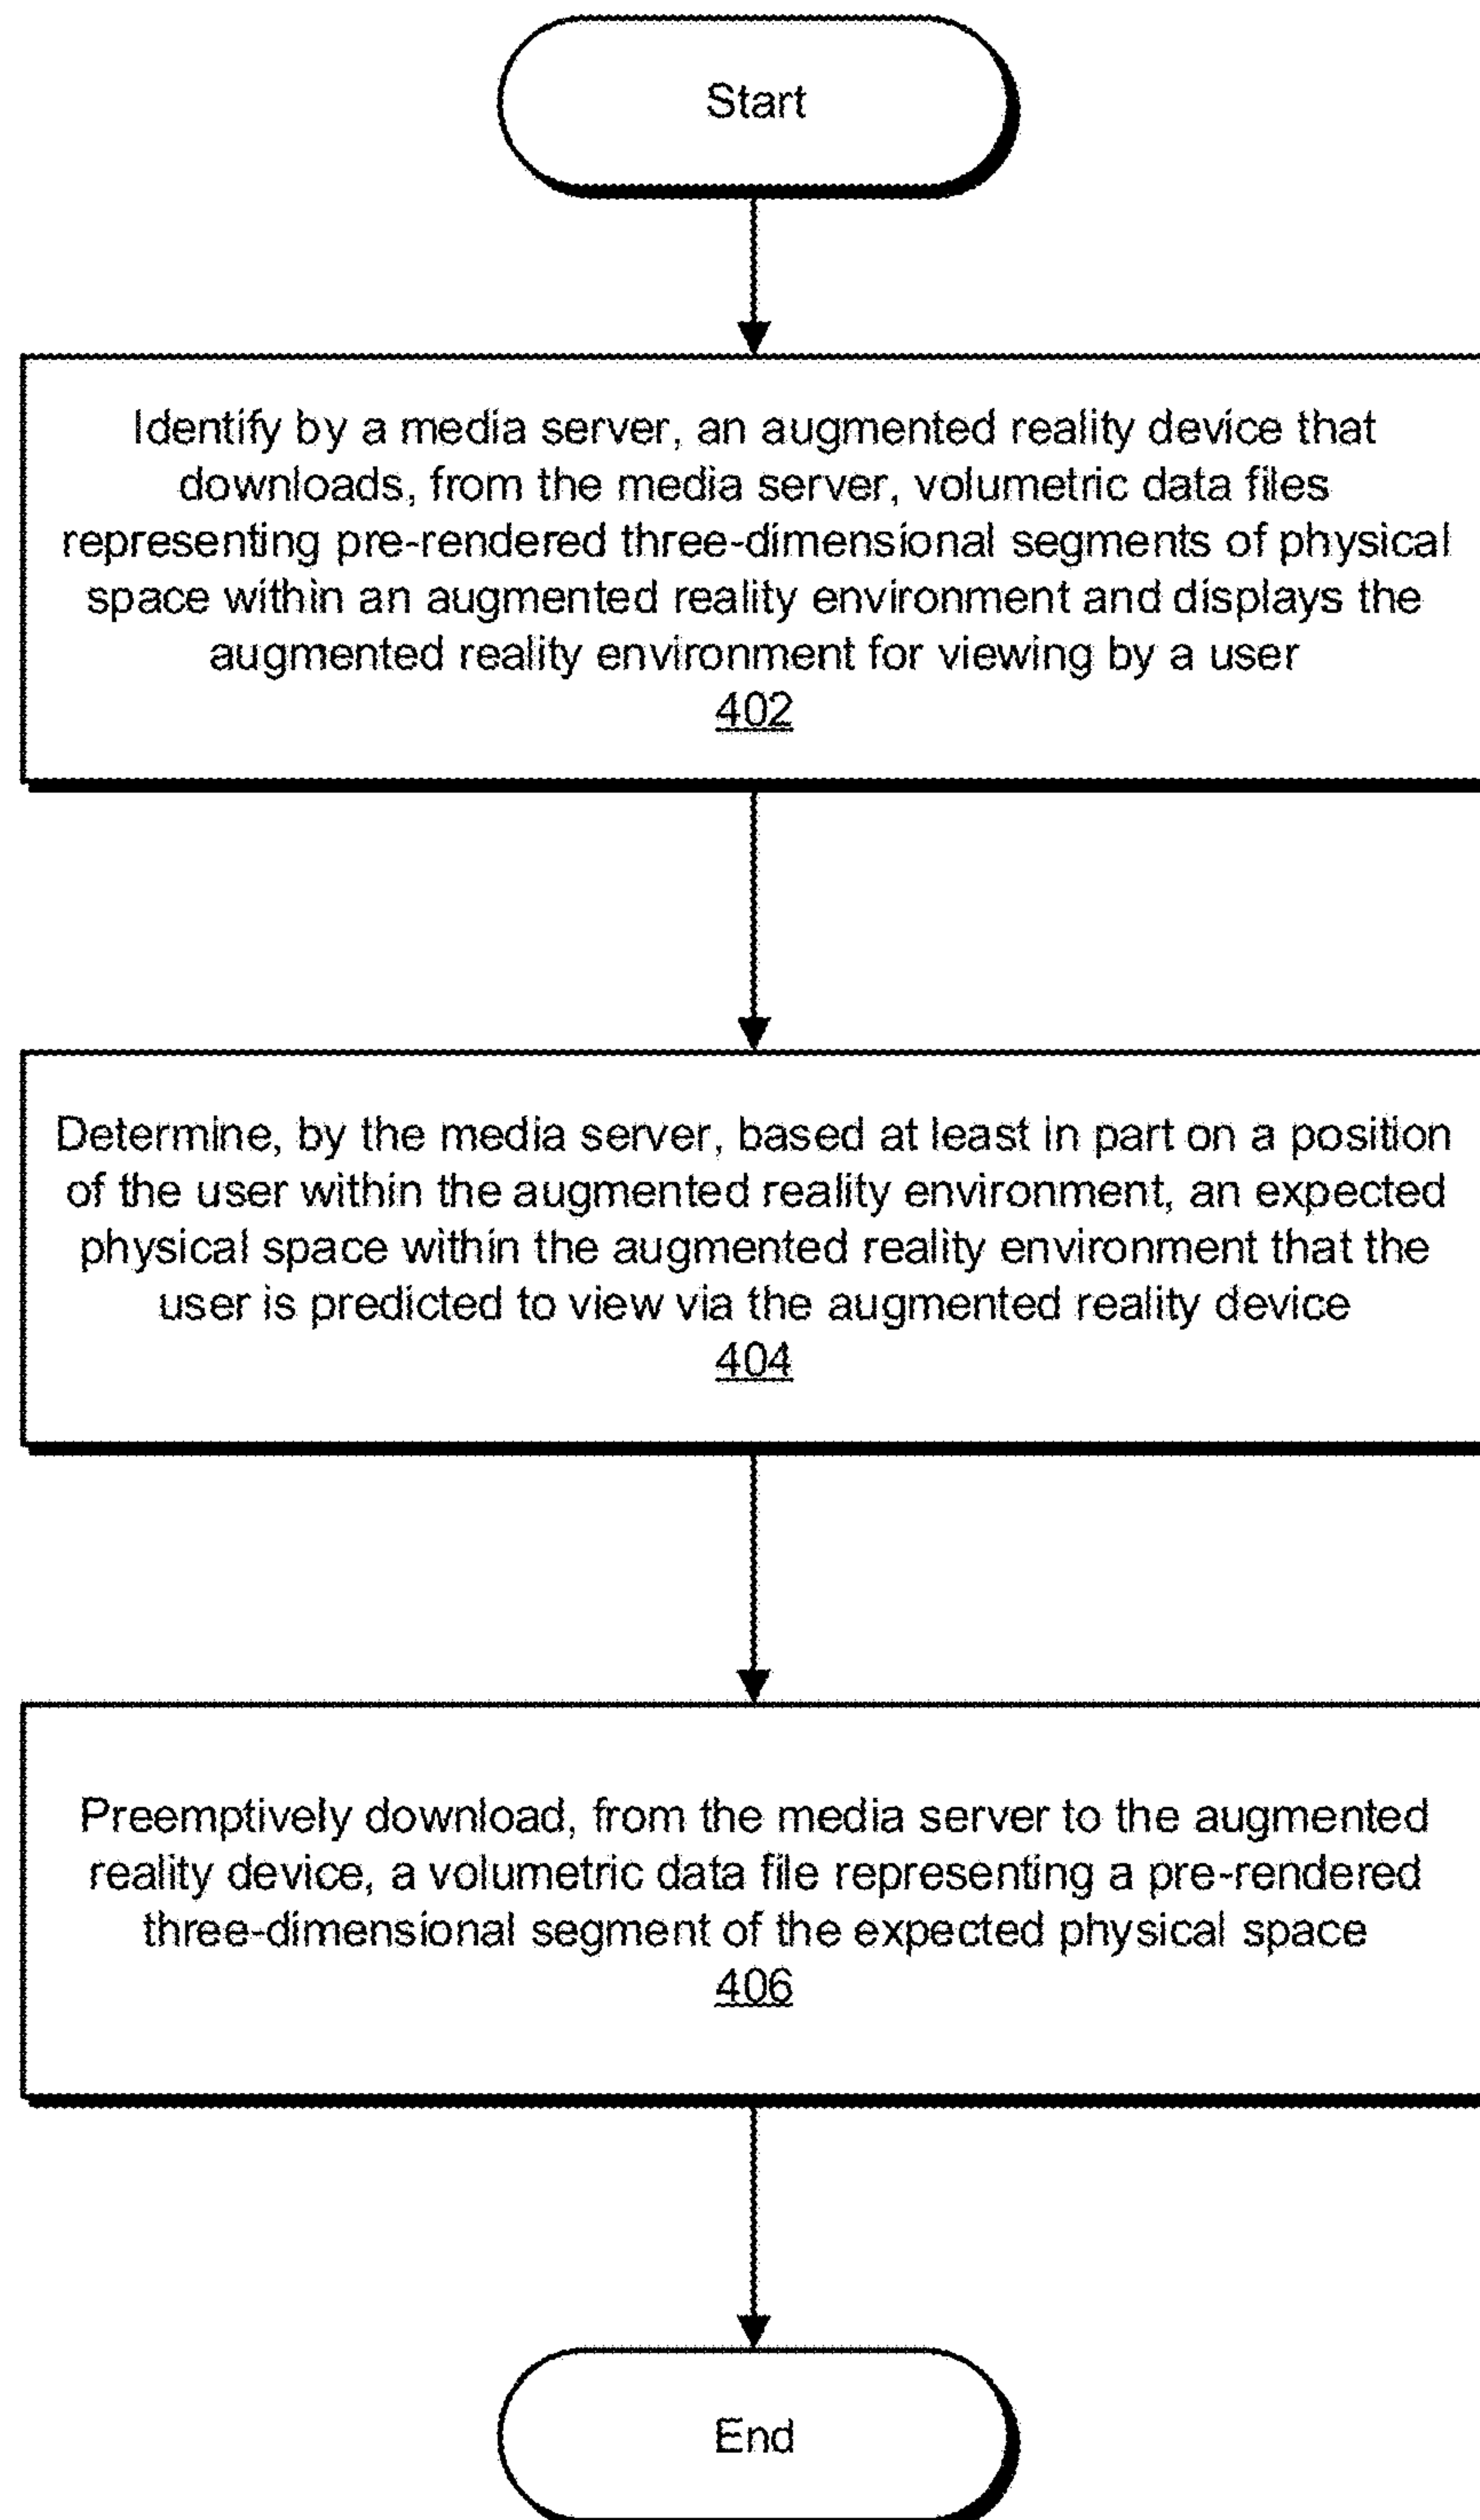 Start
Identify by a media server, an augmented reality device that
downloads, from the media server, volumetric data files
representing pre-rendered three-dimensional segments of physical
space within an augmented reality environment and displays the
augmented reality environment for viewing by a user
402
Determine, by the media server, based at least in part on a position
of the user within the augmented reality environment, an expected
physical space within the augmented reality environment that the
user is predicted to view via the augmented reality device
404
Preemptively download, from the media server to the augmented
reality device, a volumetric data file representing a pre-rendered
three-dimensional segment of the expected physical space
406
End